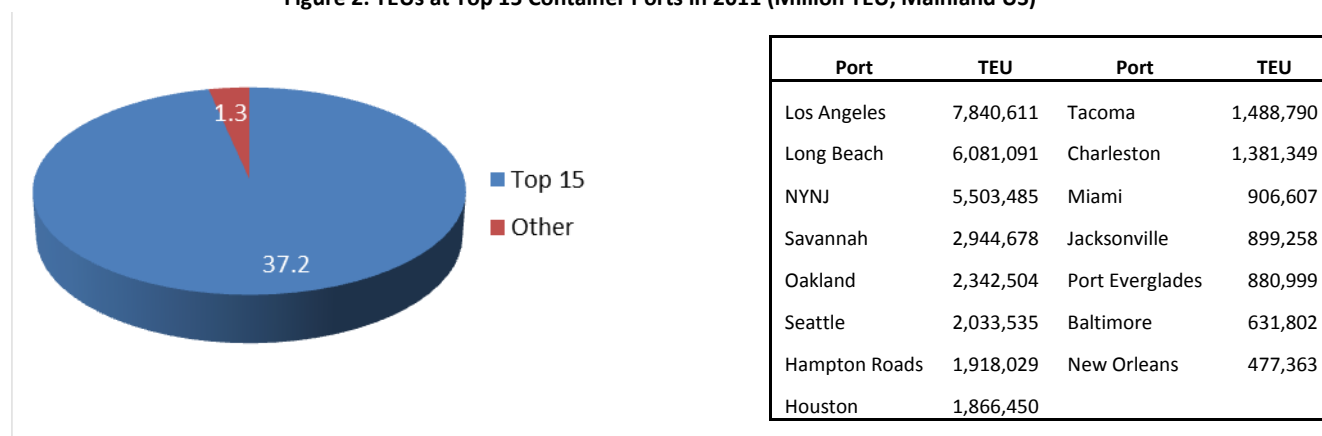 Figure 2: TEUs at Top 15 Container Ports in 2011 (Million TEU, Mainland US)
1.3
37.2
Top 15
Other
Port TEU Port TEU
Los Angeles 7,840,611 Tacoma 1,488,790
Long Beach 6,081,091 Charleston 1,381,349
NYNJ 5,503,485 Miami 906,607
Savannah 2,944,678 Jacksonville 899,258
Oakland 2,342,504 Port Everglades 880,999
Seattle 2,033,535 Baltimore 631,802
Hampton Roads 1,918,029 New Orleans 477,363
Houston 1,866,450